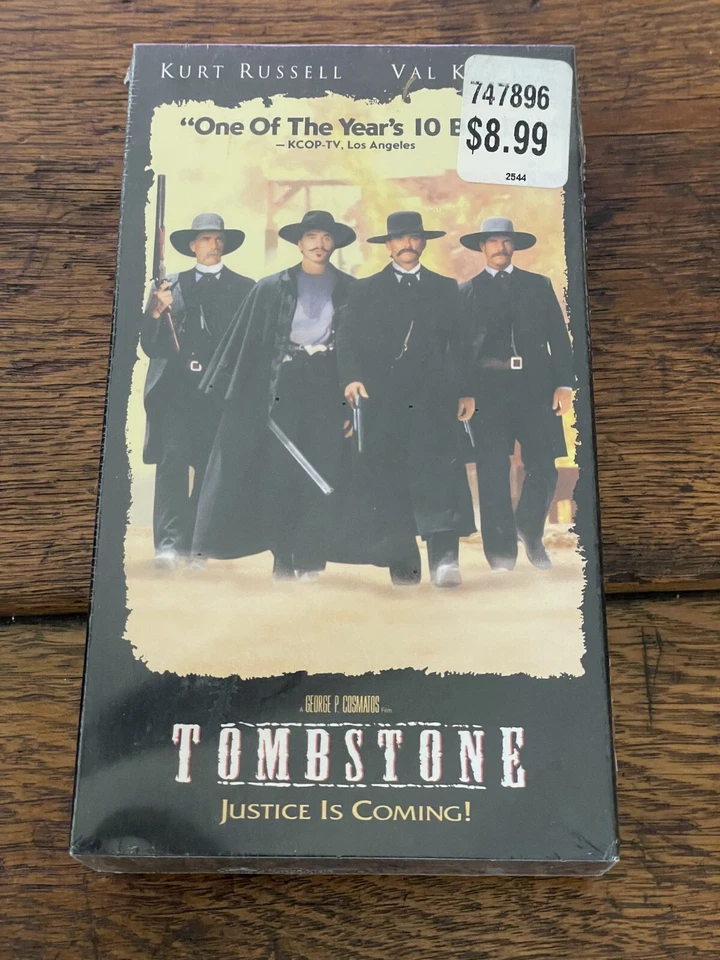 KURT RUSSELL VAL K
747896
$8.99
2544
“One Of The Year's 10 B
— KCOP-TV, Los Angeles
A GEORGE P. COSMATOS Film
TOMBSTONE
JUSTICE IS COMING!